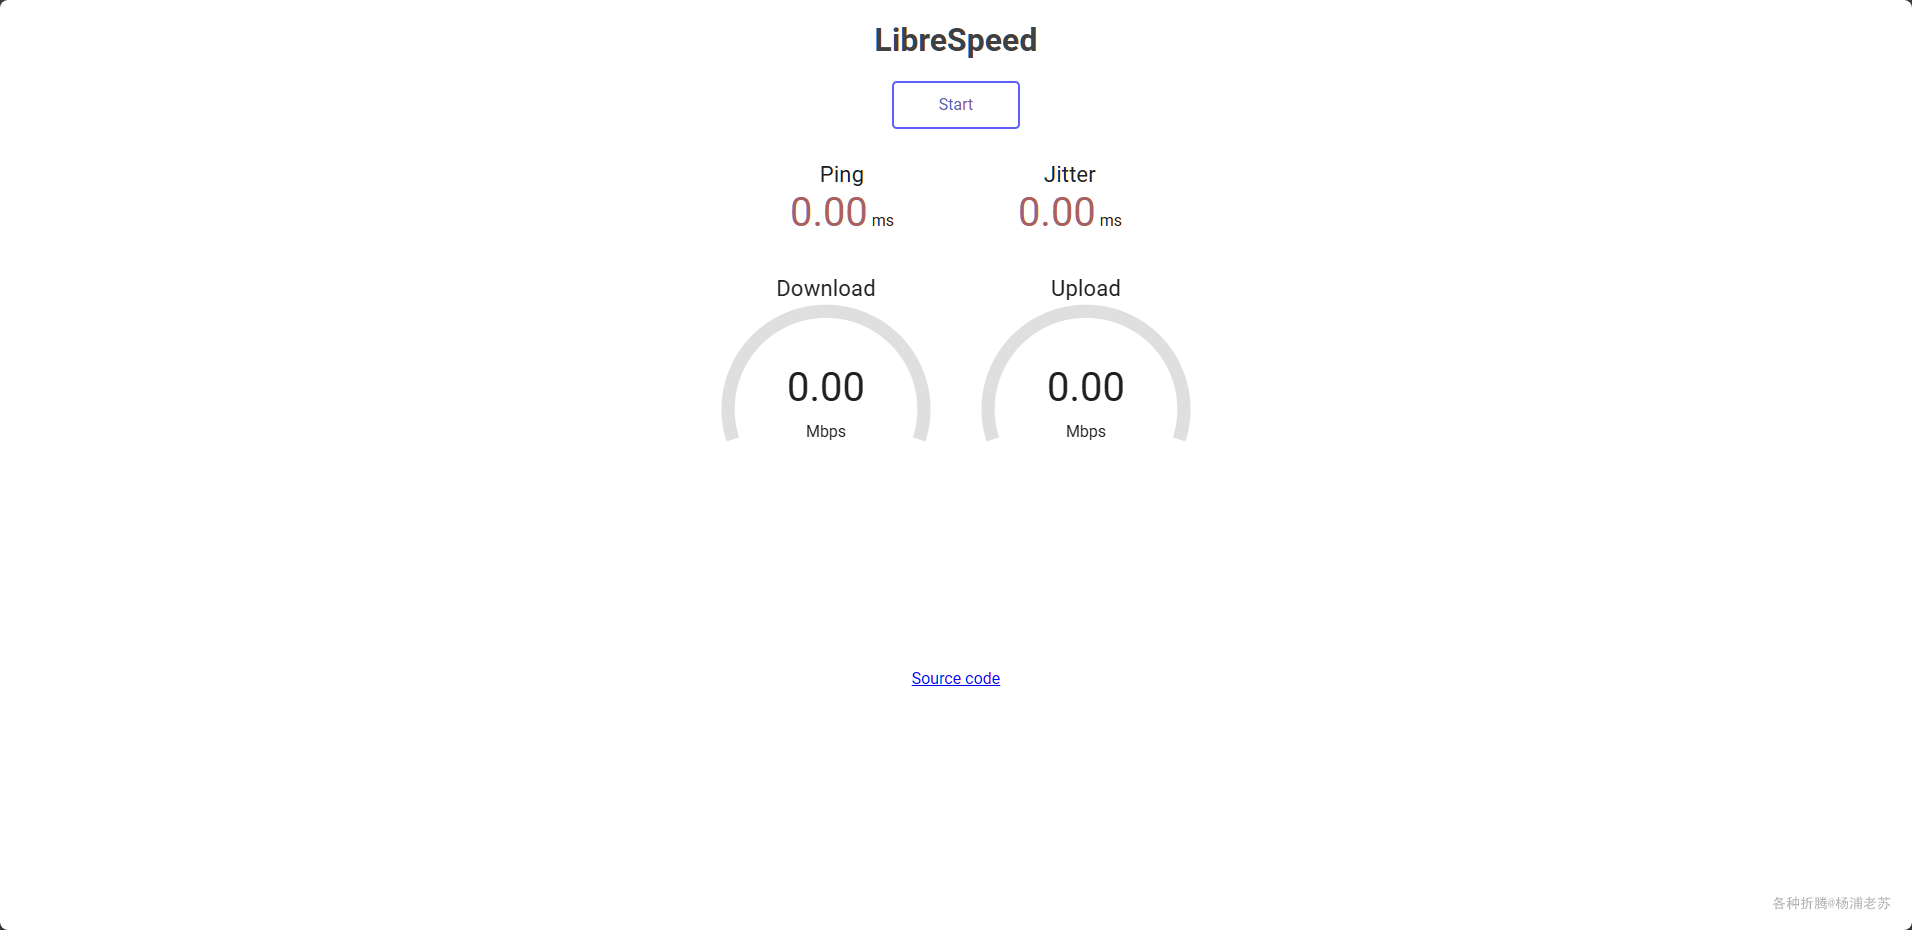 LibreSpeed
Start
Ping Jitter
0.00 ms 0.00 ms
Download Upload
0.00 0.00
Mbps Mbps
Source code
各种折腾@杨浦老苏